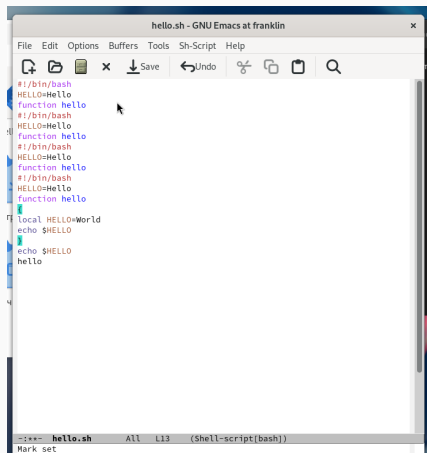 hello.sh - GNU Emacs at franklin ×
File Edit Options Buffers Tools Sh-Script Help
Save Undo
#!/bin/bash
HELLO=Hello
function hello
#!/bin/bash
HELLO=Hello
function hello
#!/bin/bash
HELLO=Hello
function hello
#!/bin/bash
HELLO=Hello
function hello
{
local HELLO=World
echo $HELLO
}
echo $HELLO
hello
-:**- hello.sh All L13 (Shell-script[bash])
Mark set